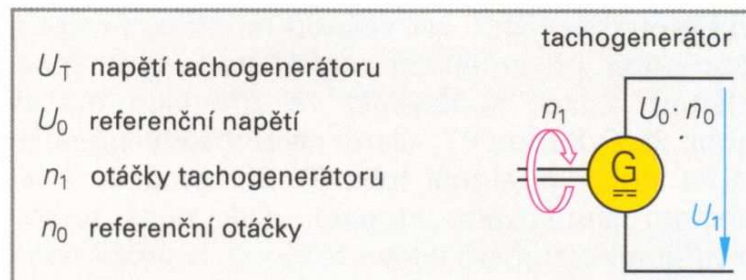 tachogenerátor
U_T napětí tachogenerátoru
U_0 referenční napětí
n_1 otáčky tachogenerátoru
n_0 referenční otáčky
n_1
U_0 · n_0
G
U_1